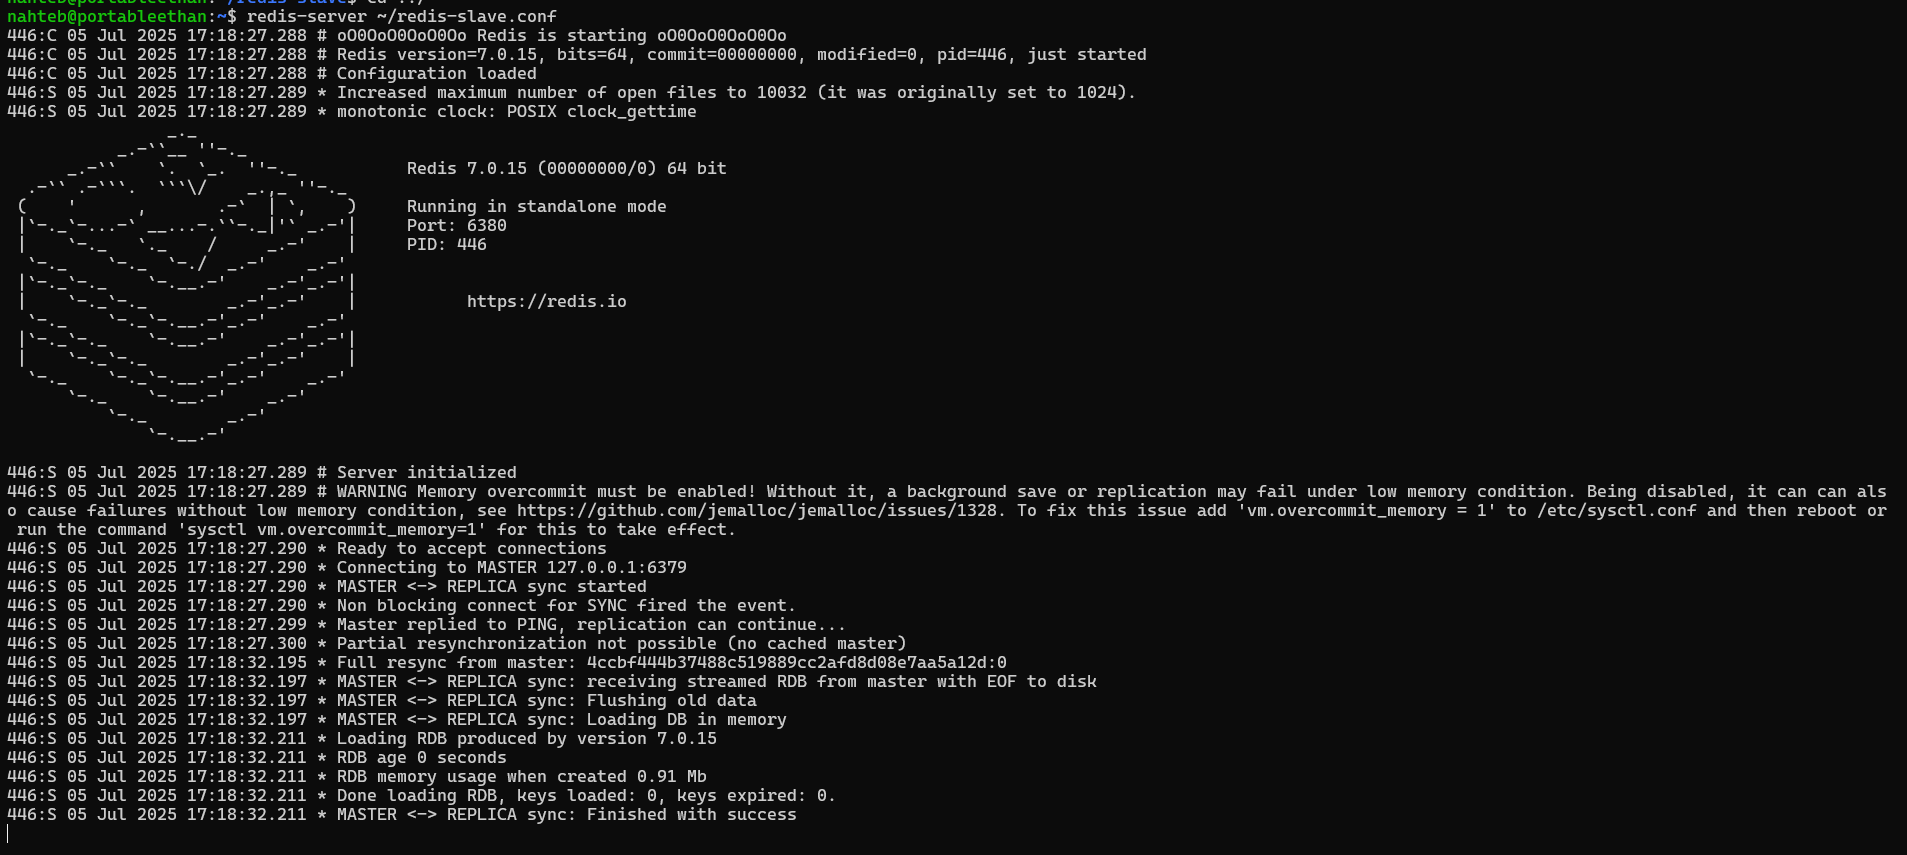 nahteb@portableethan:~/redis-slave$ cd ../
nahteb@portableethan:~$ redis-server ~/redis-slave.conf
446:C 05 Jul 2025 17:18:27.288 # oO0OoO0OoO0Oo Redis is starting oO0OoO0OoO0Oo
446:C 05 Jul 2025 17:18:27.288 # Redis version=7.0.15, bits=64, commit=00000000, modified=0, pid=446, just started
446:C 05 Jul 2025 17:18:27.288 # Configuration loaded
446:S 05 Jul 2025 17:18:27.289 * Increased maximum number of open files to 10032 (it was originally set to 1024).
446:S 05 Jul 2025 17:18:27.289 * monotonic clock: POSIX clock_gettime
Redis 7.0.15 (00000000/0) 64 bit
Running in standalone mode
Port: 6380
PID: 446
https://redis.io
446:S 05 Jul 2025 17:18:27.289 # Server initialized
446:S 05 Jul 2025 17:18:27.289 # WARNING Memory overcommit must be enabled! Without it, a background save or replication may fail under low memory condition. Being disabled, it can can als
o cause failures without low memory condition, see https://github.com/jemalloc/jemalloc/issues/1328. To fix this issue add 'vm.overcommit_memory = 1' to /etc/sysctl.conf and then reboot or
run the command 'sysctl vm.overcommit_memory=1' for this to take effect.
446:S 05 Jul 2025 17:18:27.290 * Ready to accept connections
446:S 05 Jul 2025 17:18:27.290 * Connecting to MASTER 127.0.0.1:6379
446:S 05 Jul 2025 17:18:27.290 * MASTER <-> REPLICA sync started
446:S 05 Jul 2025 17:18:27.290 * Non blocking connect for SYNC fired the event.
446:S 05 Jul 2025 17:18:27.299 * Master replied to PING, replication can continue...
446:S 05 Jul 2025 17:18:27.300 * Partial resynchronization not possible (no cached master)
446:S 05 Jul 2025 17:18:32.195 * Full resync from master: 4ccbf444b37488c519889cc2afd8d08e7aa5a12d:0
446:S 05 Jul 2025 17:18:32.197 * MASTER <-> REPLICA sync: receiving streamed RDB from master with EOF to disk
446:S 05 Jul 2025 17:18:32.197 * MASTER <-> REPLICA sync: Flushing old data
446:S 05 Jul 2025 17:18:32.197 * MASTER <-> REPLICA sync: Loading DB in memory
446:S 05 Jul 2025 17:18:32.211 * Loading RDB produced by version 7.0.15
446:S 05 Jul 2025 17:18:32.211 * RDB age 0 seconds
446:S 05 Jul 2025 17:18:32.211 * RDB memory usage when created 0.91 Mb
446:S 05 Jul 2025 17:18:32.211 * Done loading RDB, keys loaded: 0, keys expired: 0.
446:S 05 Jul 2025 17:18:32.211 * MASTER <-> REPLICA sync: Finished with success